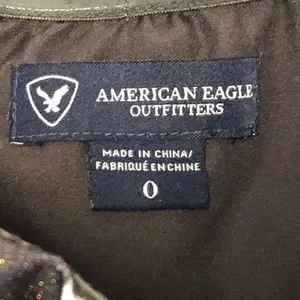 AMERICAN EAGLE
OUTFITTERS
MADE IN CHINA/
FABRIQUÉ EN CHINE
0